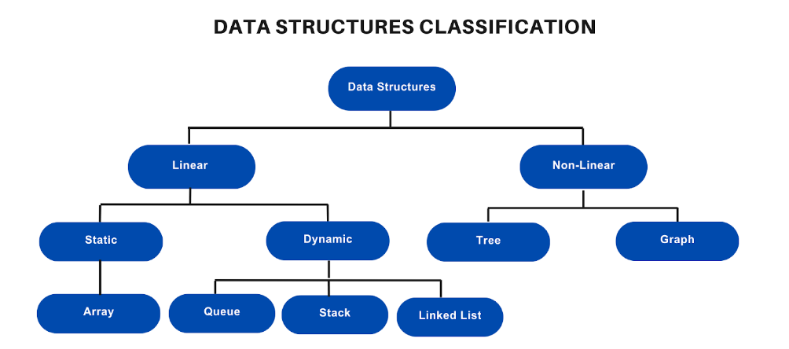 DATA STRUCTURES CLASSIFICATION
Data Structures
Linear
Non-Linear
Static
Dynamic
Tree
Graph
Array
Queue
Stack
Linked List